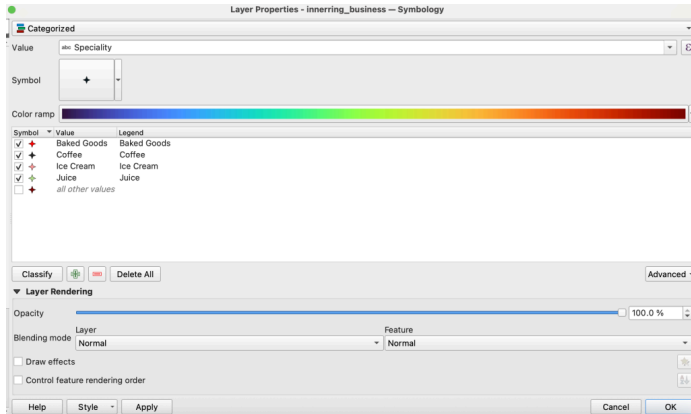 Layer Properties - innerring_business — Symbology
Categorized
Value abc Speciality
Symbol
Color ramp
Symbol Value Legend
Baked Goods Baked Goods
Coffee Coffee
Ice Cream Ice Cream
Juice Juice
all other values
Classify Delete All Advanced
Layer Rendering
Opacity 100.0 %
Layer Feature
Blending mode Normal Normal
Draw effects
Control feature rendering order
Help Style Apply Cancel OK